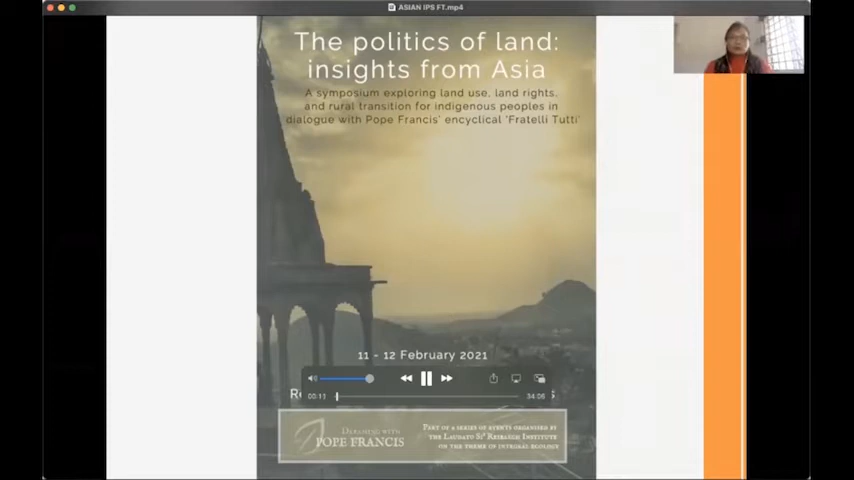 ASIAN IPS FT.mp4
The politics of land:
insights from Asia
A symposium exploring land use, land rights,
and rural transition for indigenous peoples in
dialogue with Pope Francis' encyclical 'Fratelli Tutti'
11 - 12 February 2021
00:11
34:06
Dreaming with
Pope Francis
Part of a series of events organised by
the Laudato Si' Research Institute
on the theme of integral ecology